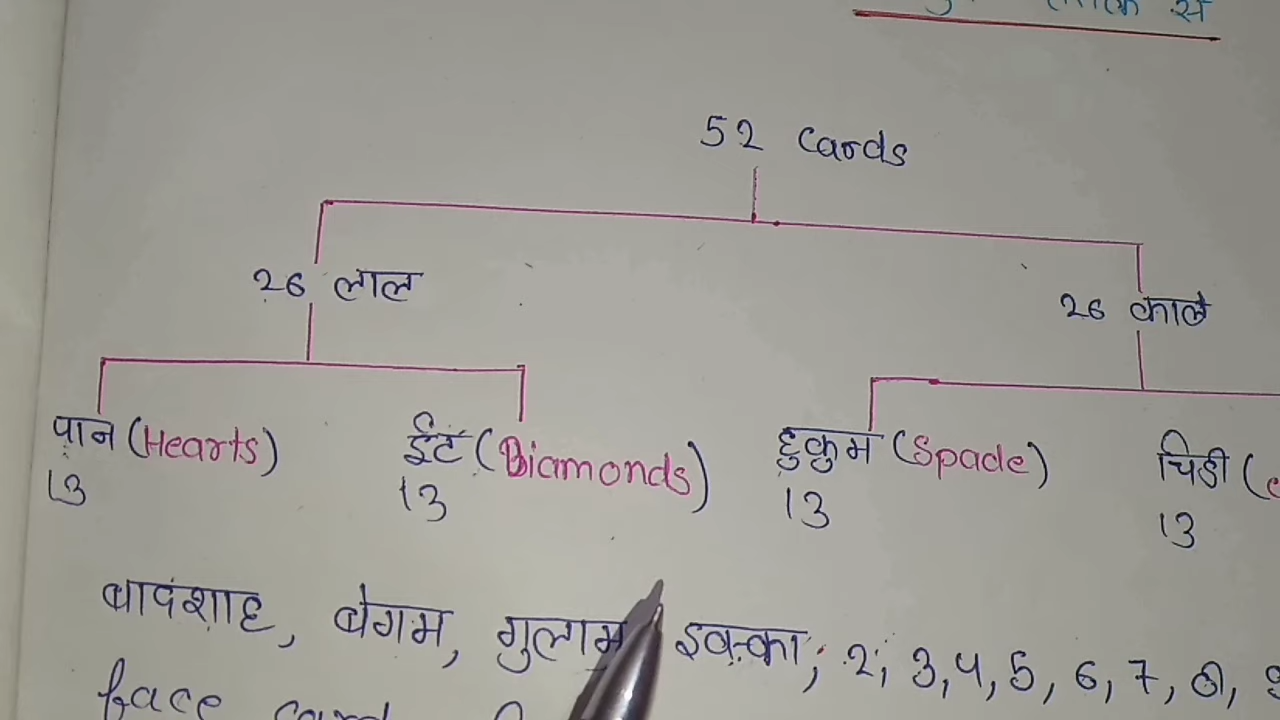 से
52 Cards
26 लाल
26 काले
पान (Hearts)
ईंट (Diamonds)
हुकुम (Spade)
चिडी (
13
13
13
13
बादशाह, बेगम, गुलाम इक्का, 2, 3, 4, 5, 6, 7, 8,
face card